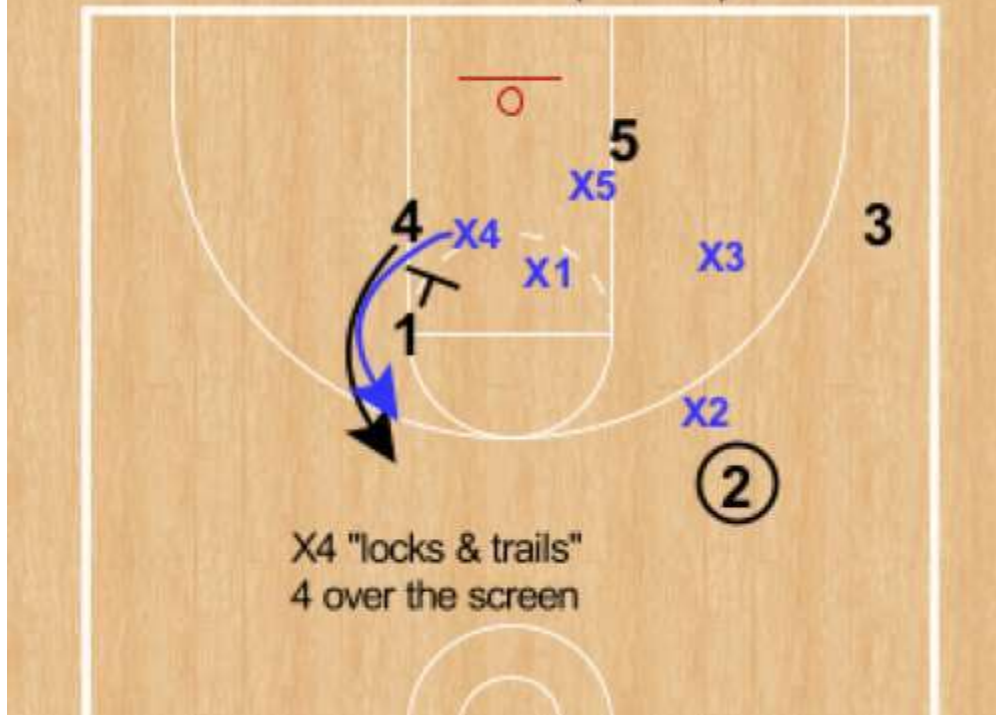 5
X5
4
X4
3
X3
X1
1
X2
2
X4 "locks & trails"
4 over the screen